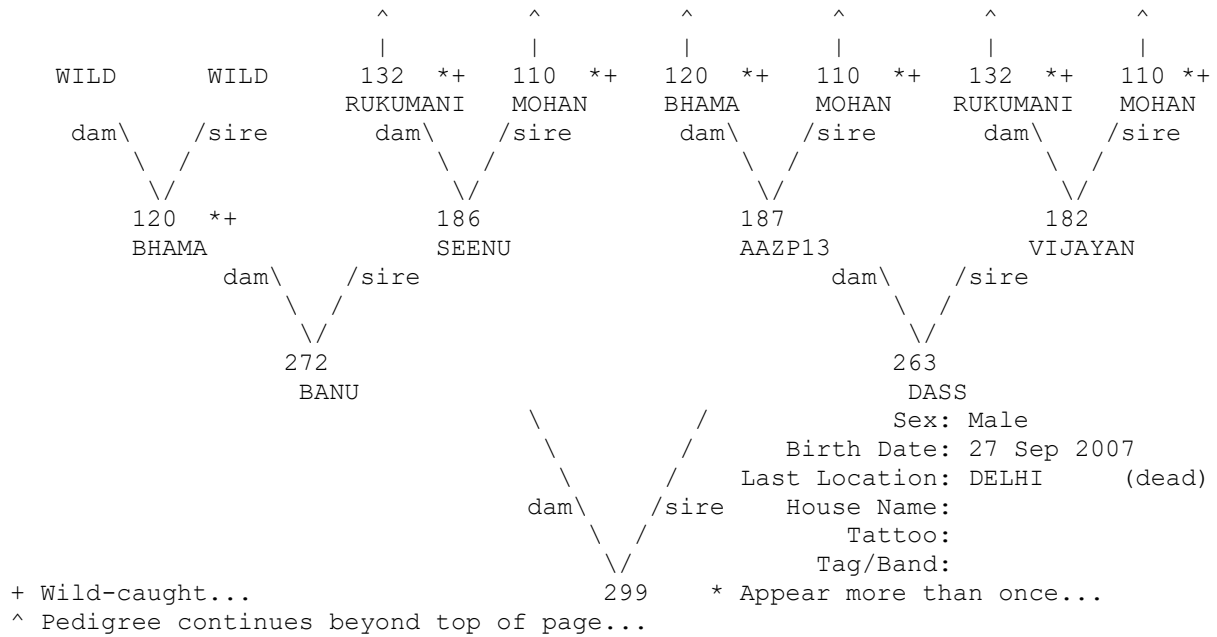 ^ ^ ^ ^ ^ ^
| | | | | |
WILD WILD 132 *+ 110 *+ 120 *+ 110 *+ 132 *+ 110 *+
RUKUMANI MOHAN BHAMA MOHAN RUKUMANI MOHAN
dam\ /sire dam\ /sire dam\ /sire dam\ /sire
\ / \ / \ / \ /
\/ \/ \/ \/
120 *+ 186 187 182
BHAMA SEENU AAZP13 VIJAYAN
dam\ /sire dam\ /sire
\ / \ /
\/ \/
272 263
BANU DASS
\ / Sex: Male
\ / Birth Date: 27 Sep 2007
\ / Last Location: DELHI (dead)
dam\ /sire House Name:
\ / Tattoo:
\/ Tag/Band:
+ Wild-caught... 299 * Appear more than once...
^ Pedigree continues beyond top of page...